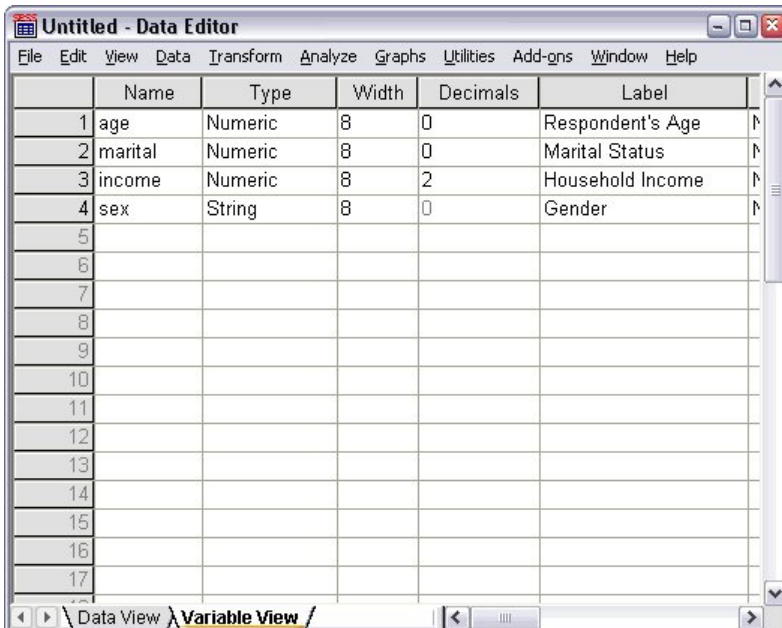 Untitled - Data Editor
File Edit View Data Transform Analyze Graphs Utilities Add-ons Window Help
Name Type Width Decimals Label
1 age Numeric 8 0 Respondent's Age
2 marital Numeric 8 0 Marital Status
3 income Numeric 8 2 Household Income
4 sex String 8 0 Gender
5
6
7
8
9
10
11
12
13
14
15
16
17
Data View Variable View